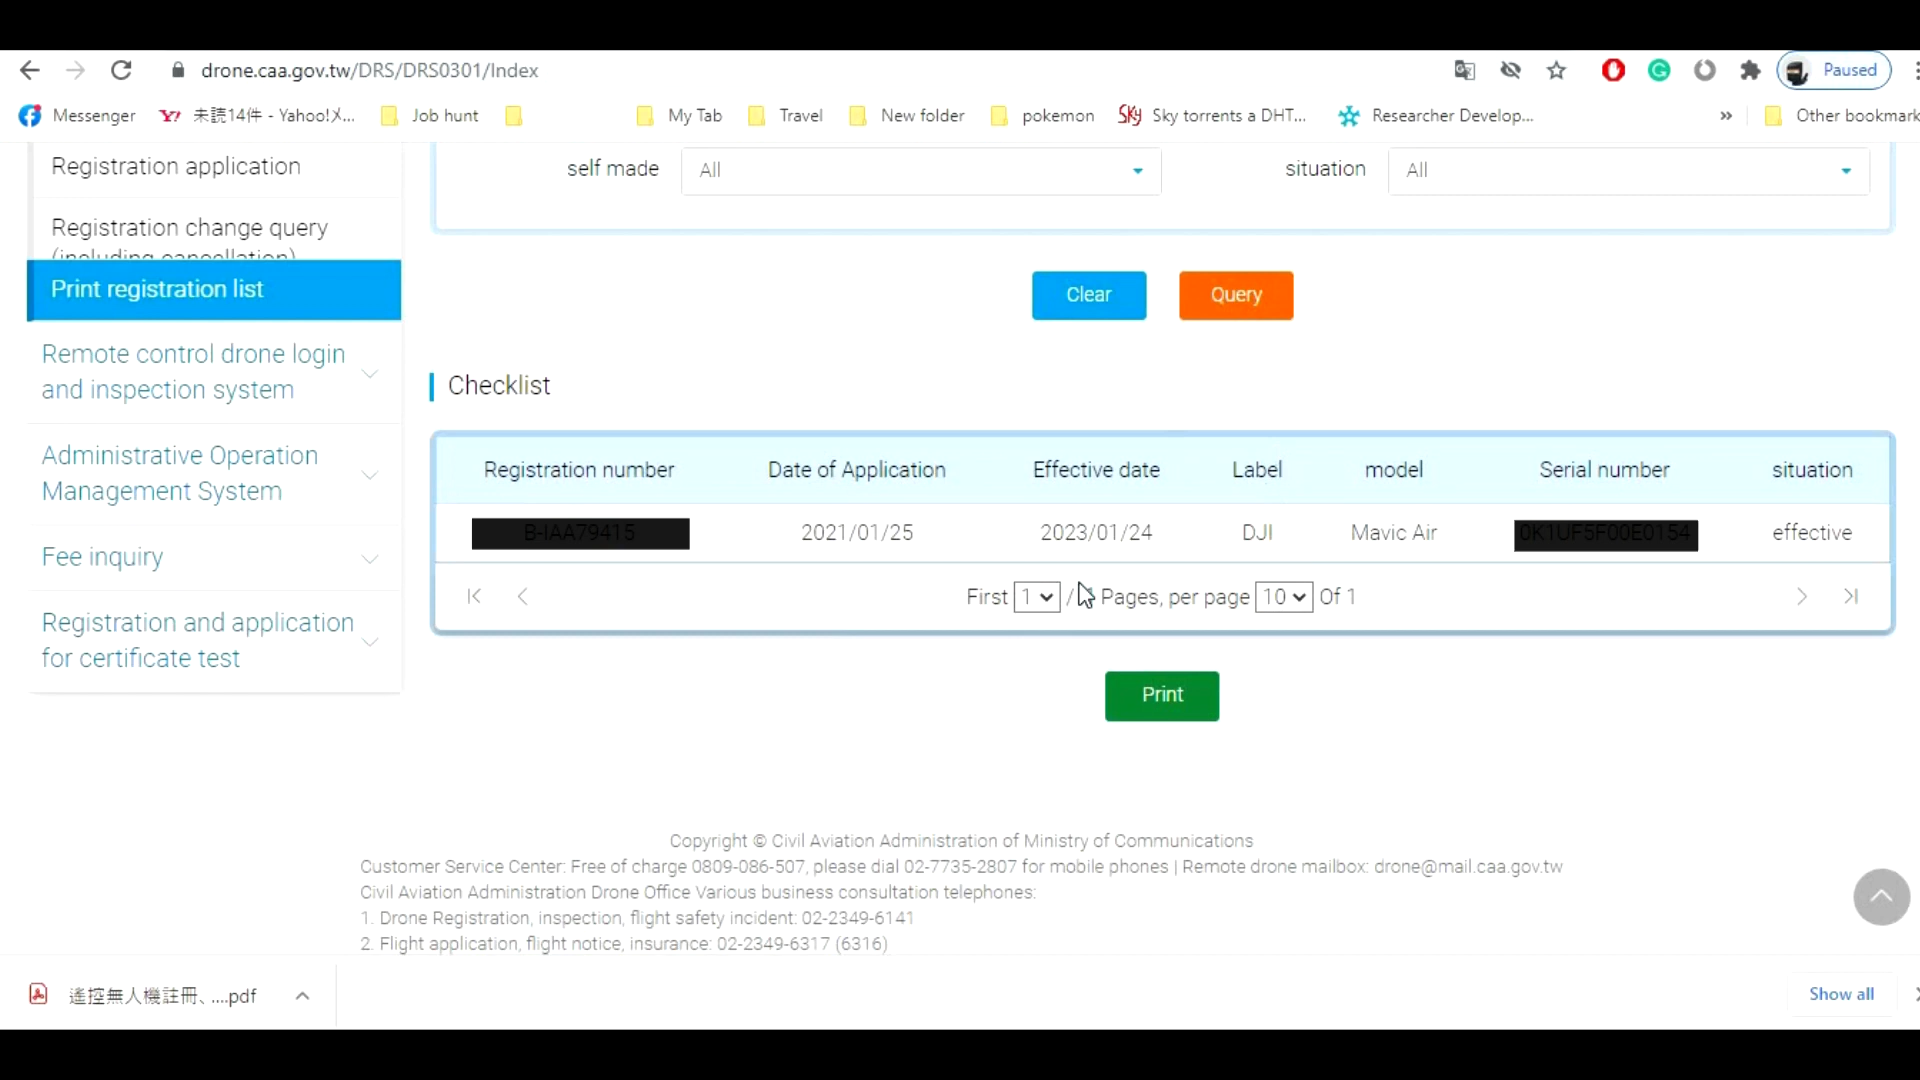 drone.caa.gov.tw/DRS/DRS0301/Index
Paused
Messenger
Y! 未読14件 - Yahoo!メ...
Job hunt
My Tab
Travel
New folder
pokemon
Sky Sky torrents a DHT...
Researcher Develop...
»
Other bookmark
Registration application
self made All
situation All
Registration change query
(including cancellation)
Print registration list
Clear
Query
Remote control drone login
and inspection system
Checklist
Administrative Operation
Management System
Registration number Date of Application Effective date Label model Serial number situation
2021/01/25 2023/01/24 DJI Mavic Air effective
Fee inquiry
First 1 / Pages, per page 10 Of 1
Registration and application
for certificate test
Print
Copyright © Civil Aviation Administration of Ministry of Communications
Customer Service Center: Free of charge 0809-086-507, please dial 02-7735-2807 for mobile phones | Remote drone mailbox: drone@mail.caa.gov.tw
Civil Aviation Administration Drone Office Various business consultation telephones:
1. Drone Registration, inspection, flight safety incident: 02-2349-6141
2. Flight application, flight notice, insurance: 02-2349-6317 (6316)
遙控無人機註冊、....pdf
Show all